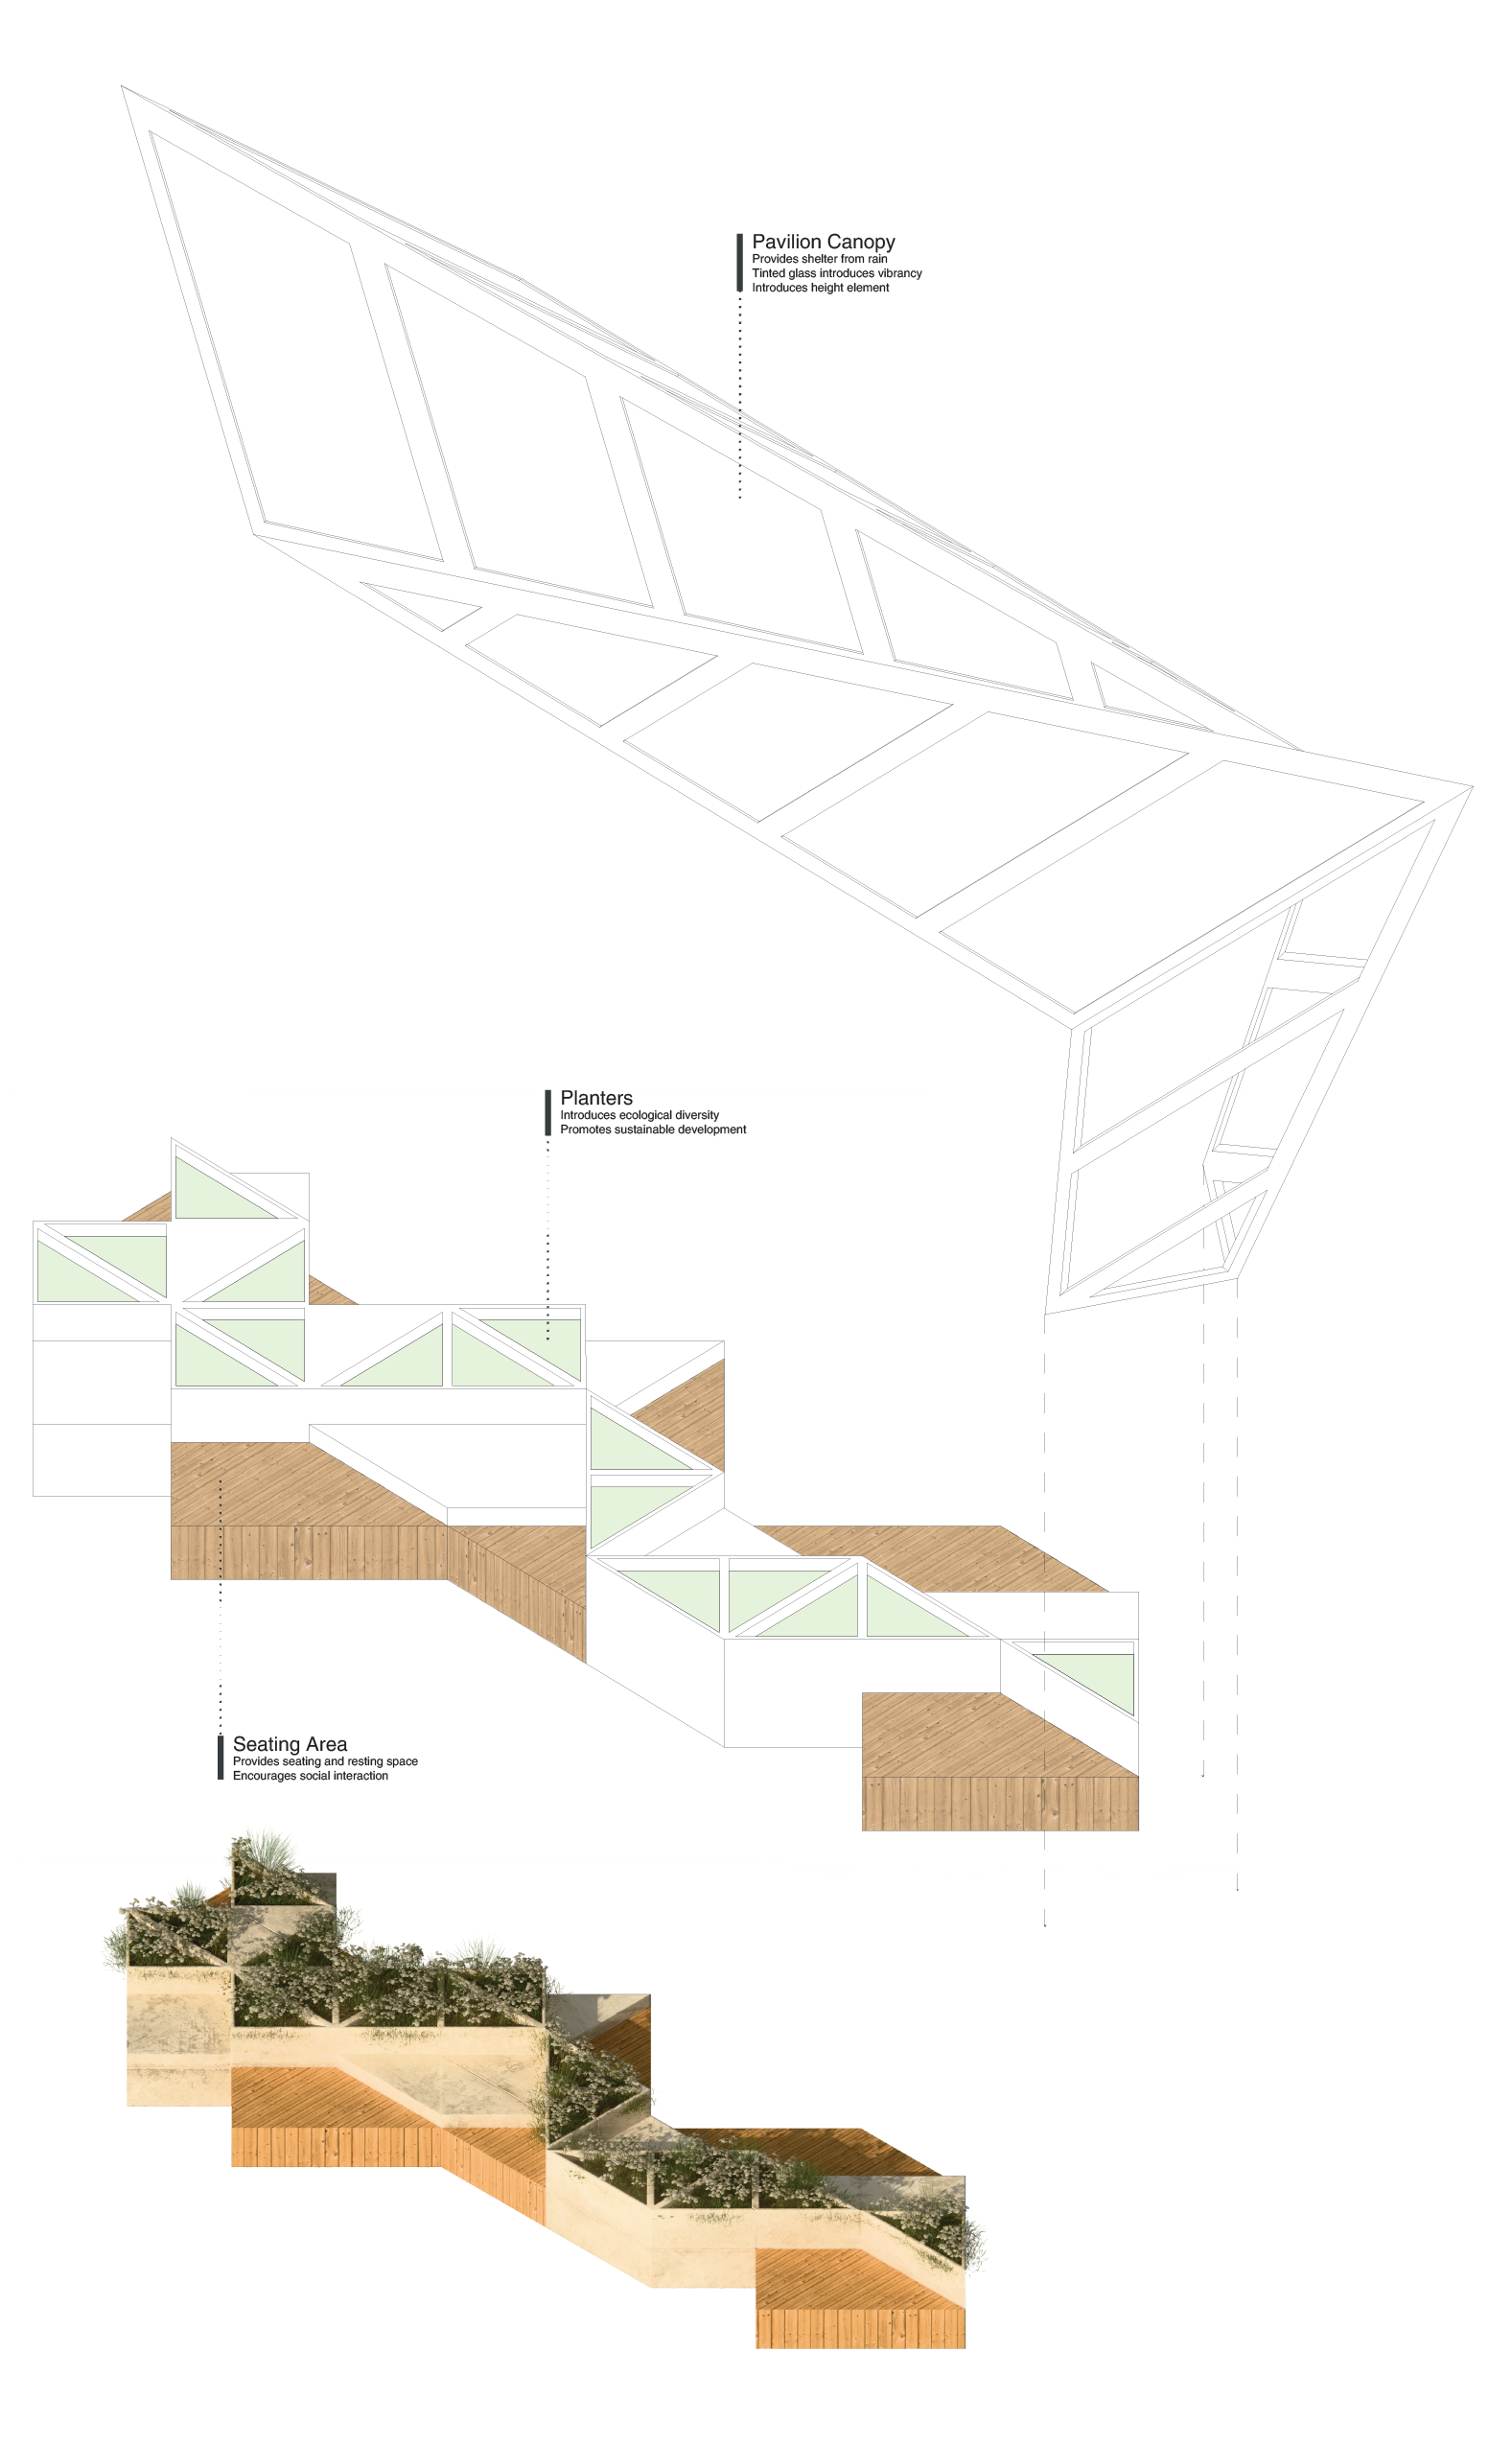 Pavilion Canopy
Provides shelter from rain
Tinted glass introduces vibrancy
Introduces height element
Planters
Introduces ecological diversity
Promotes sustainable development
Seating Area
Provides seating and resting space
Encourages social interaction